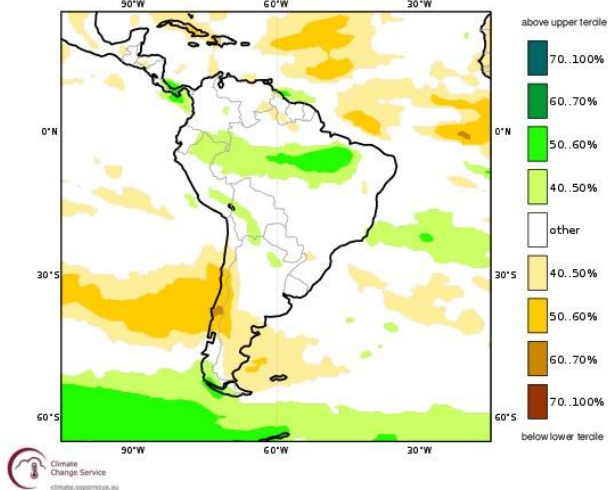 90°W 60°W 30°W
above upper tercile
70..100%
60..70%
50..60%
40..50%
other
40..50%
50..60%
60..70%
70..100%
below lower tercile
0°N 0°N
30°S 30°S
60°S 60°S
90°W 60°W 30°W
Climate
Change Service
climate.copernicus.eu